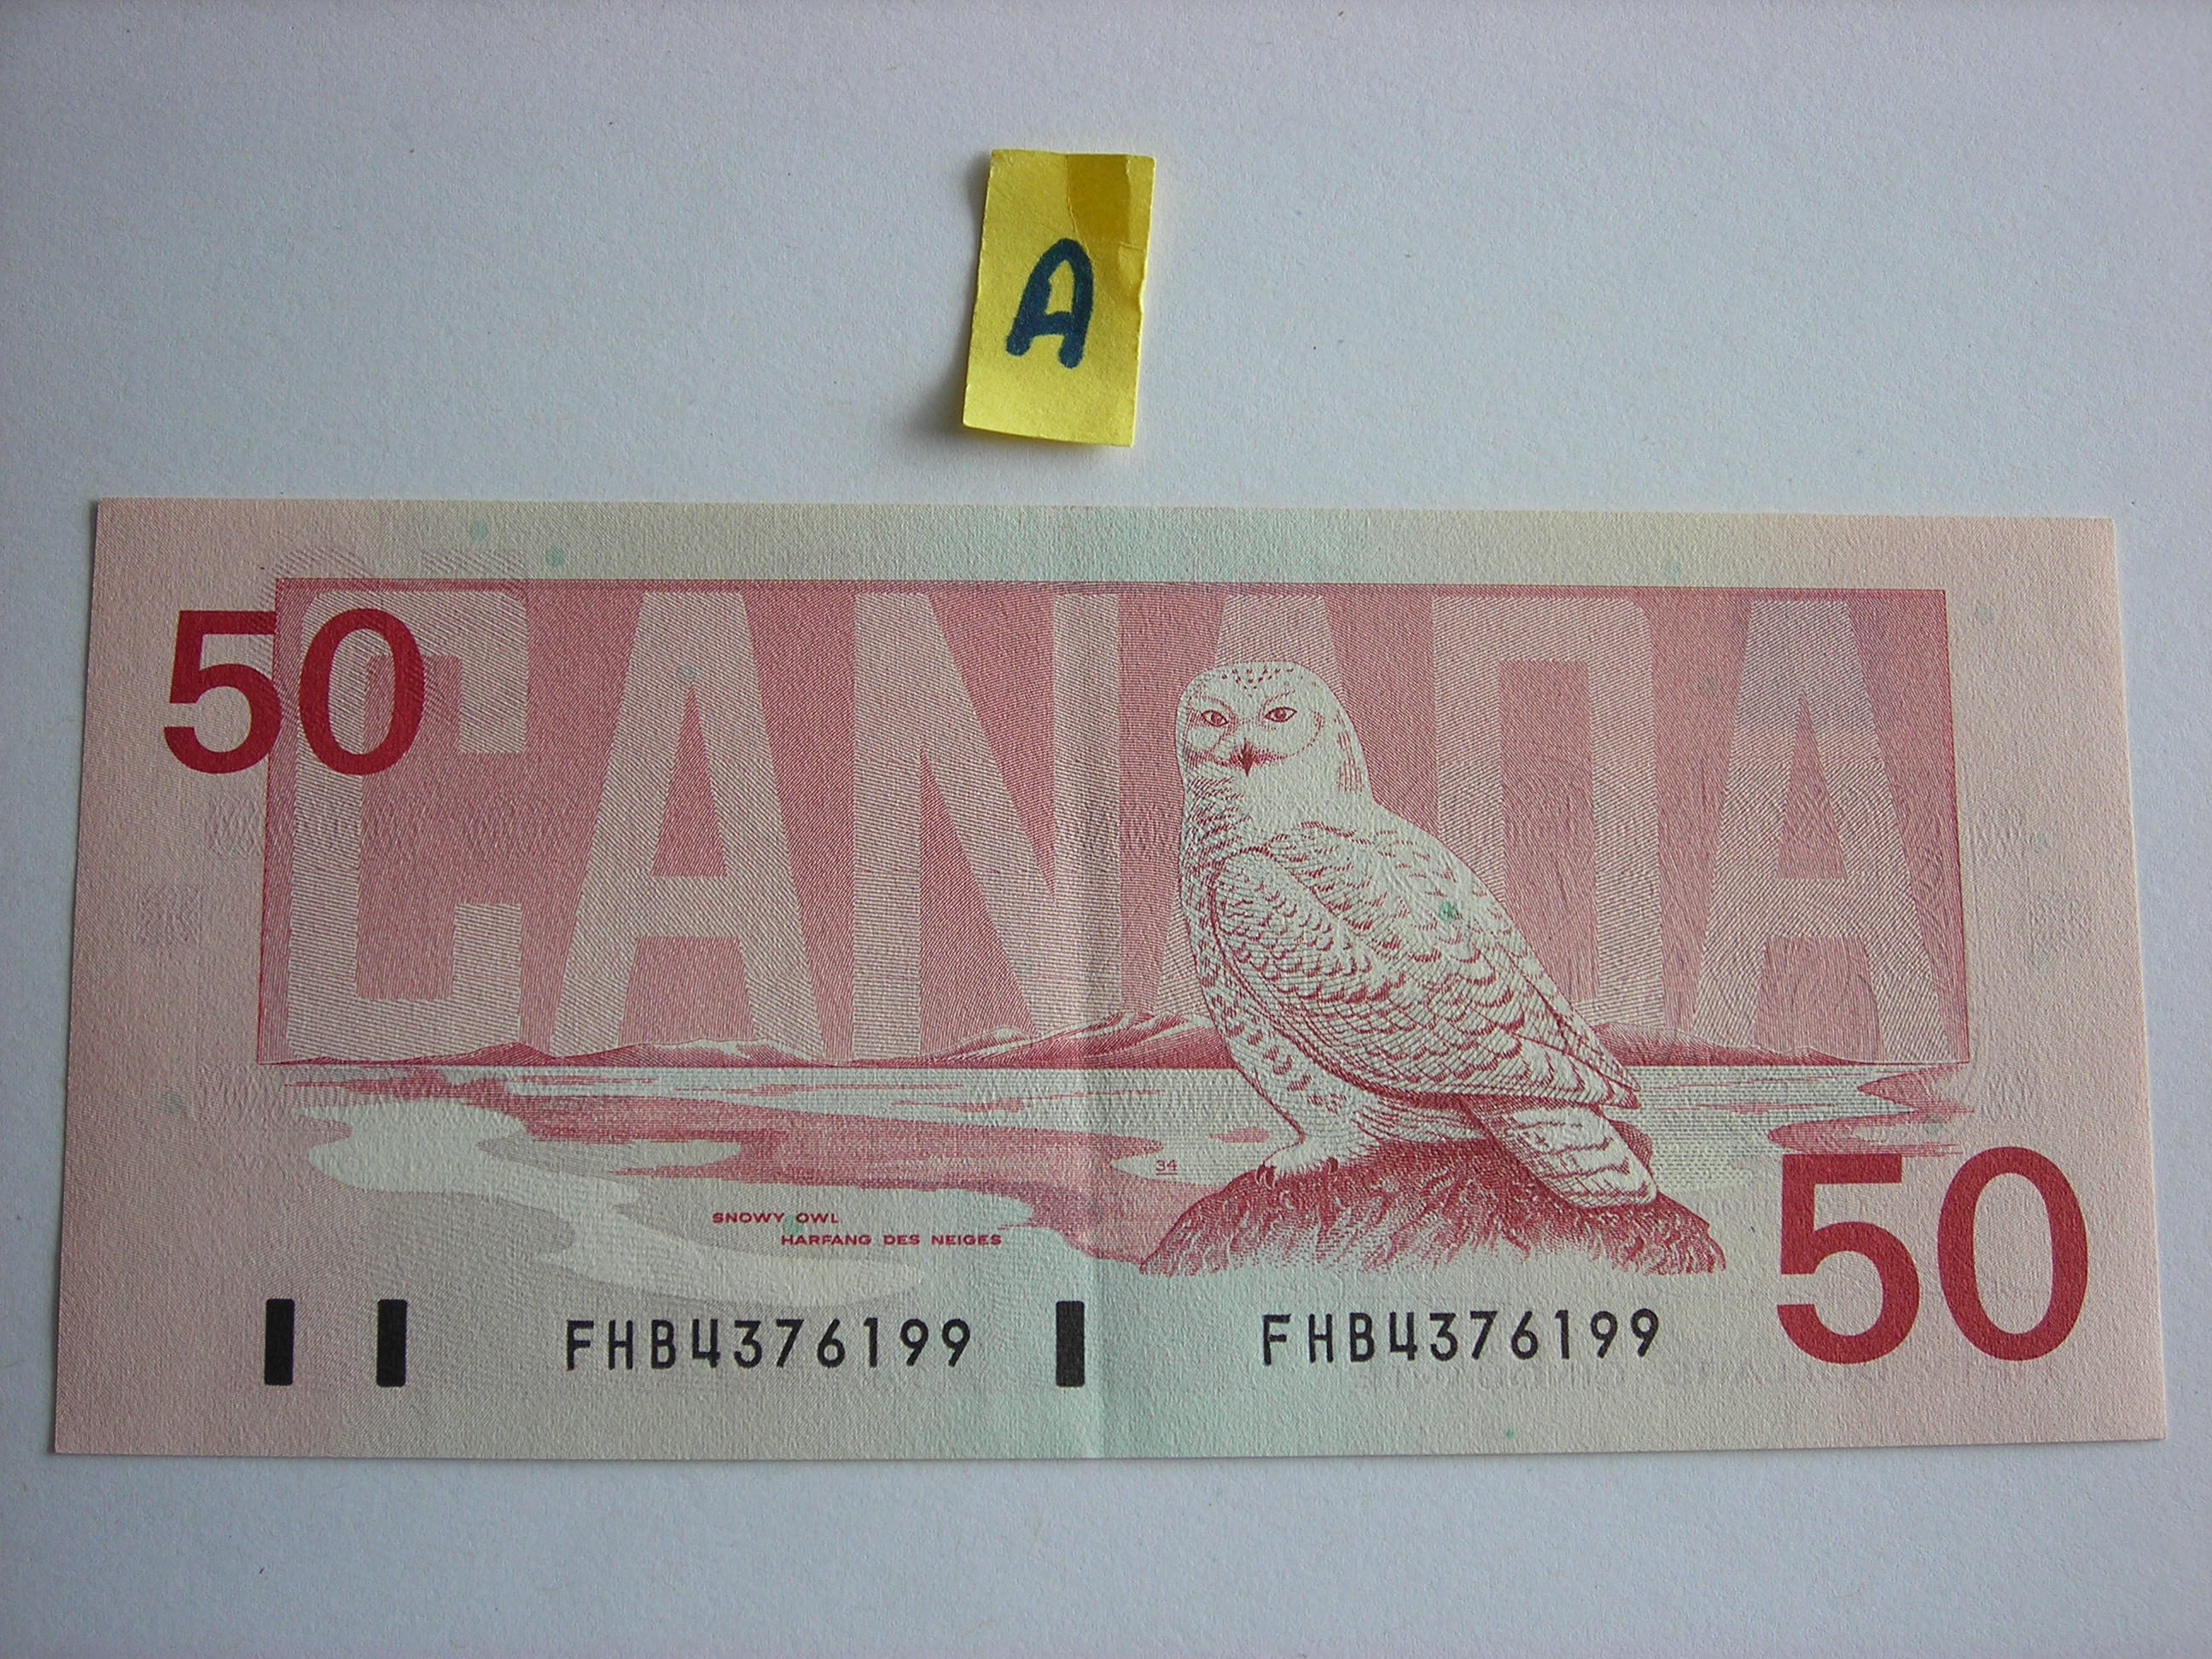 A
50
CANADA
34
SNOWY OWL
HARFANG DES NEIGES
50
FHB4376199
FHB4376199